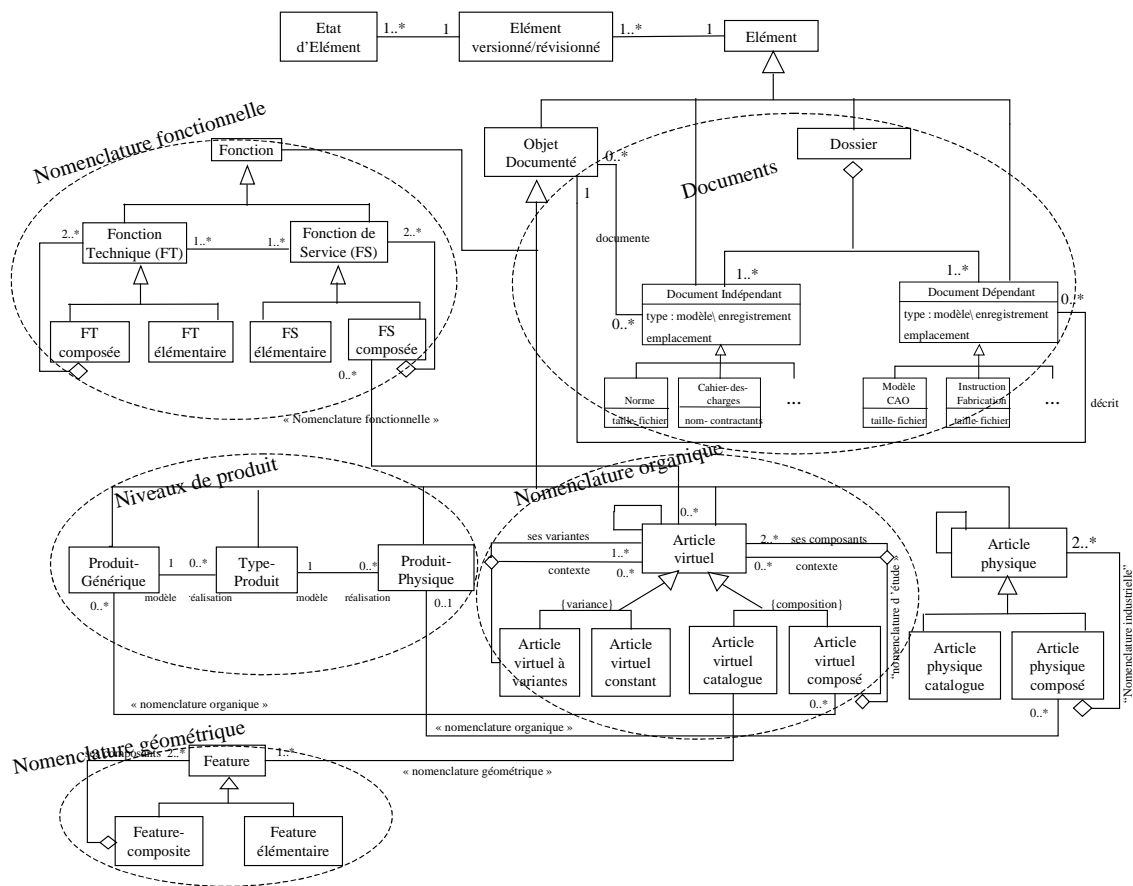 Etat
d'Elément
1..*
1
Elément
versionné/révisionné
1..*
1
Elément
Nomenclature fonctionnelle
Fonction
Objet
Documenté
0..*
1
Dossier
Documents
2..*
Fonction
Technique (FT)
1..*
1..*
Fonction de
Service (FS)
2..*
documente
1..*
1..*
0..*
Document Indépendant
type : modèle\ enregistrement
emplacement
0..*
Document Dépendant
type : modèle\ enregistrement
emplacement
FT
composée
FT
élémentaire
FS
élémentaire
FS
composée
0..*
Norme
taille-fichier
Cahier-des-
charges
nom-contractants
...
Modèle
CAO
taille-fichier
Instruction
Fabrication
taille-fichier
...
décrit
« Nomenclature fonctionnelle »
Niveaux de produit
Nomenclature organique
0..*
ses variantes
1..*
contexte
0..*
Article
virtuel
2..*
ses composants
0..*
contexte
Article
physique
2..*
Produit-
Générique
1
0..*
modèle
réalisation
Type-
Produit
1
0..*
modèle
réalisation
Produit-
Physique
0..*
0..1
{variance}
{composition}
“nomenclature d 'étude”
“Nomenclature industrielle”
Article
virtuel à
variantes
Article
virtuel
constant
Article
virtuel
catalogue
Article
virtuel
composé
Article
physique
catalogue
Article
physique
composé
0..*
0..*
« nomenclature organique »
« nomenclature organique »
Nomenclature géométrique
ses composants
2..*
Feature
1..*
« nomenclature géométrique »
Feature-
composite
Feature
élémentaire